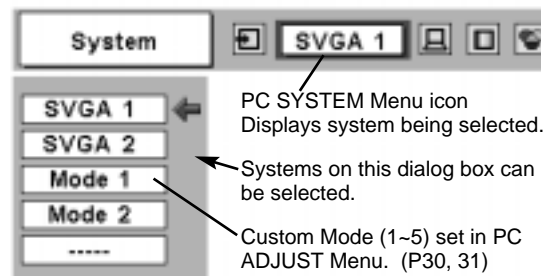 System
SVGA 1
PC SYSTEM Menu icon
Displays system being selected.
SVGA 1
SVGA 2
Mode 1
Mode 2
-----
Systems on this dialog box can
be selected.
Custom Mode (1~5) set in PC
ADJUST Menu. (P30, 31)